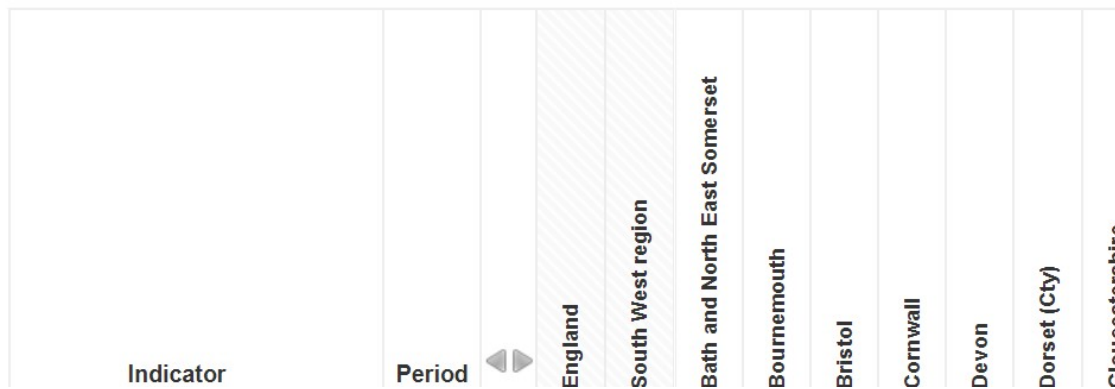 Indicator
Period
England
South West region
Bath and North East Somerset
Bournemouth
Bristol
Cornwall
Devon
Dorset (Cty)